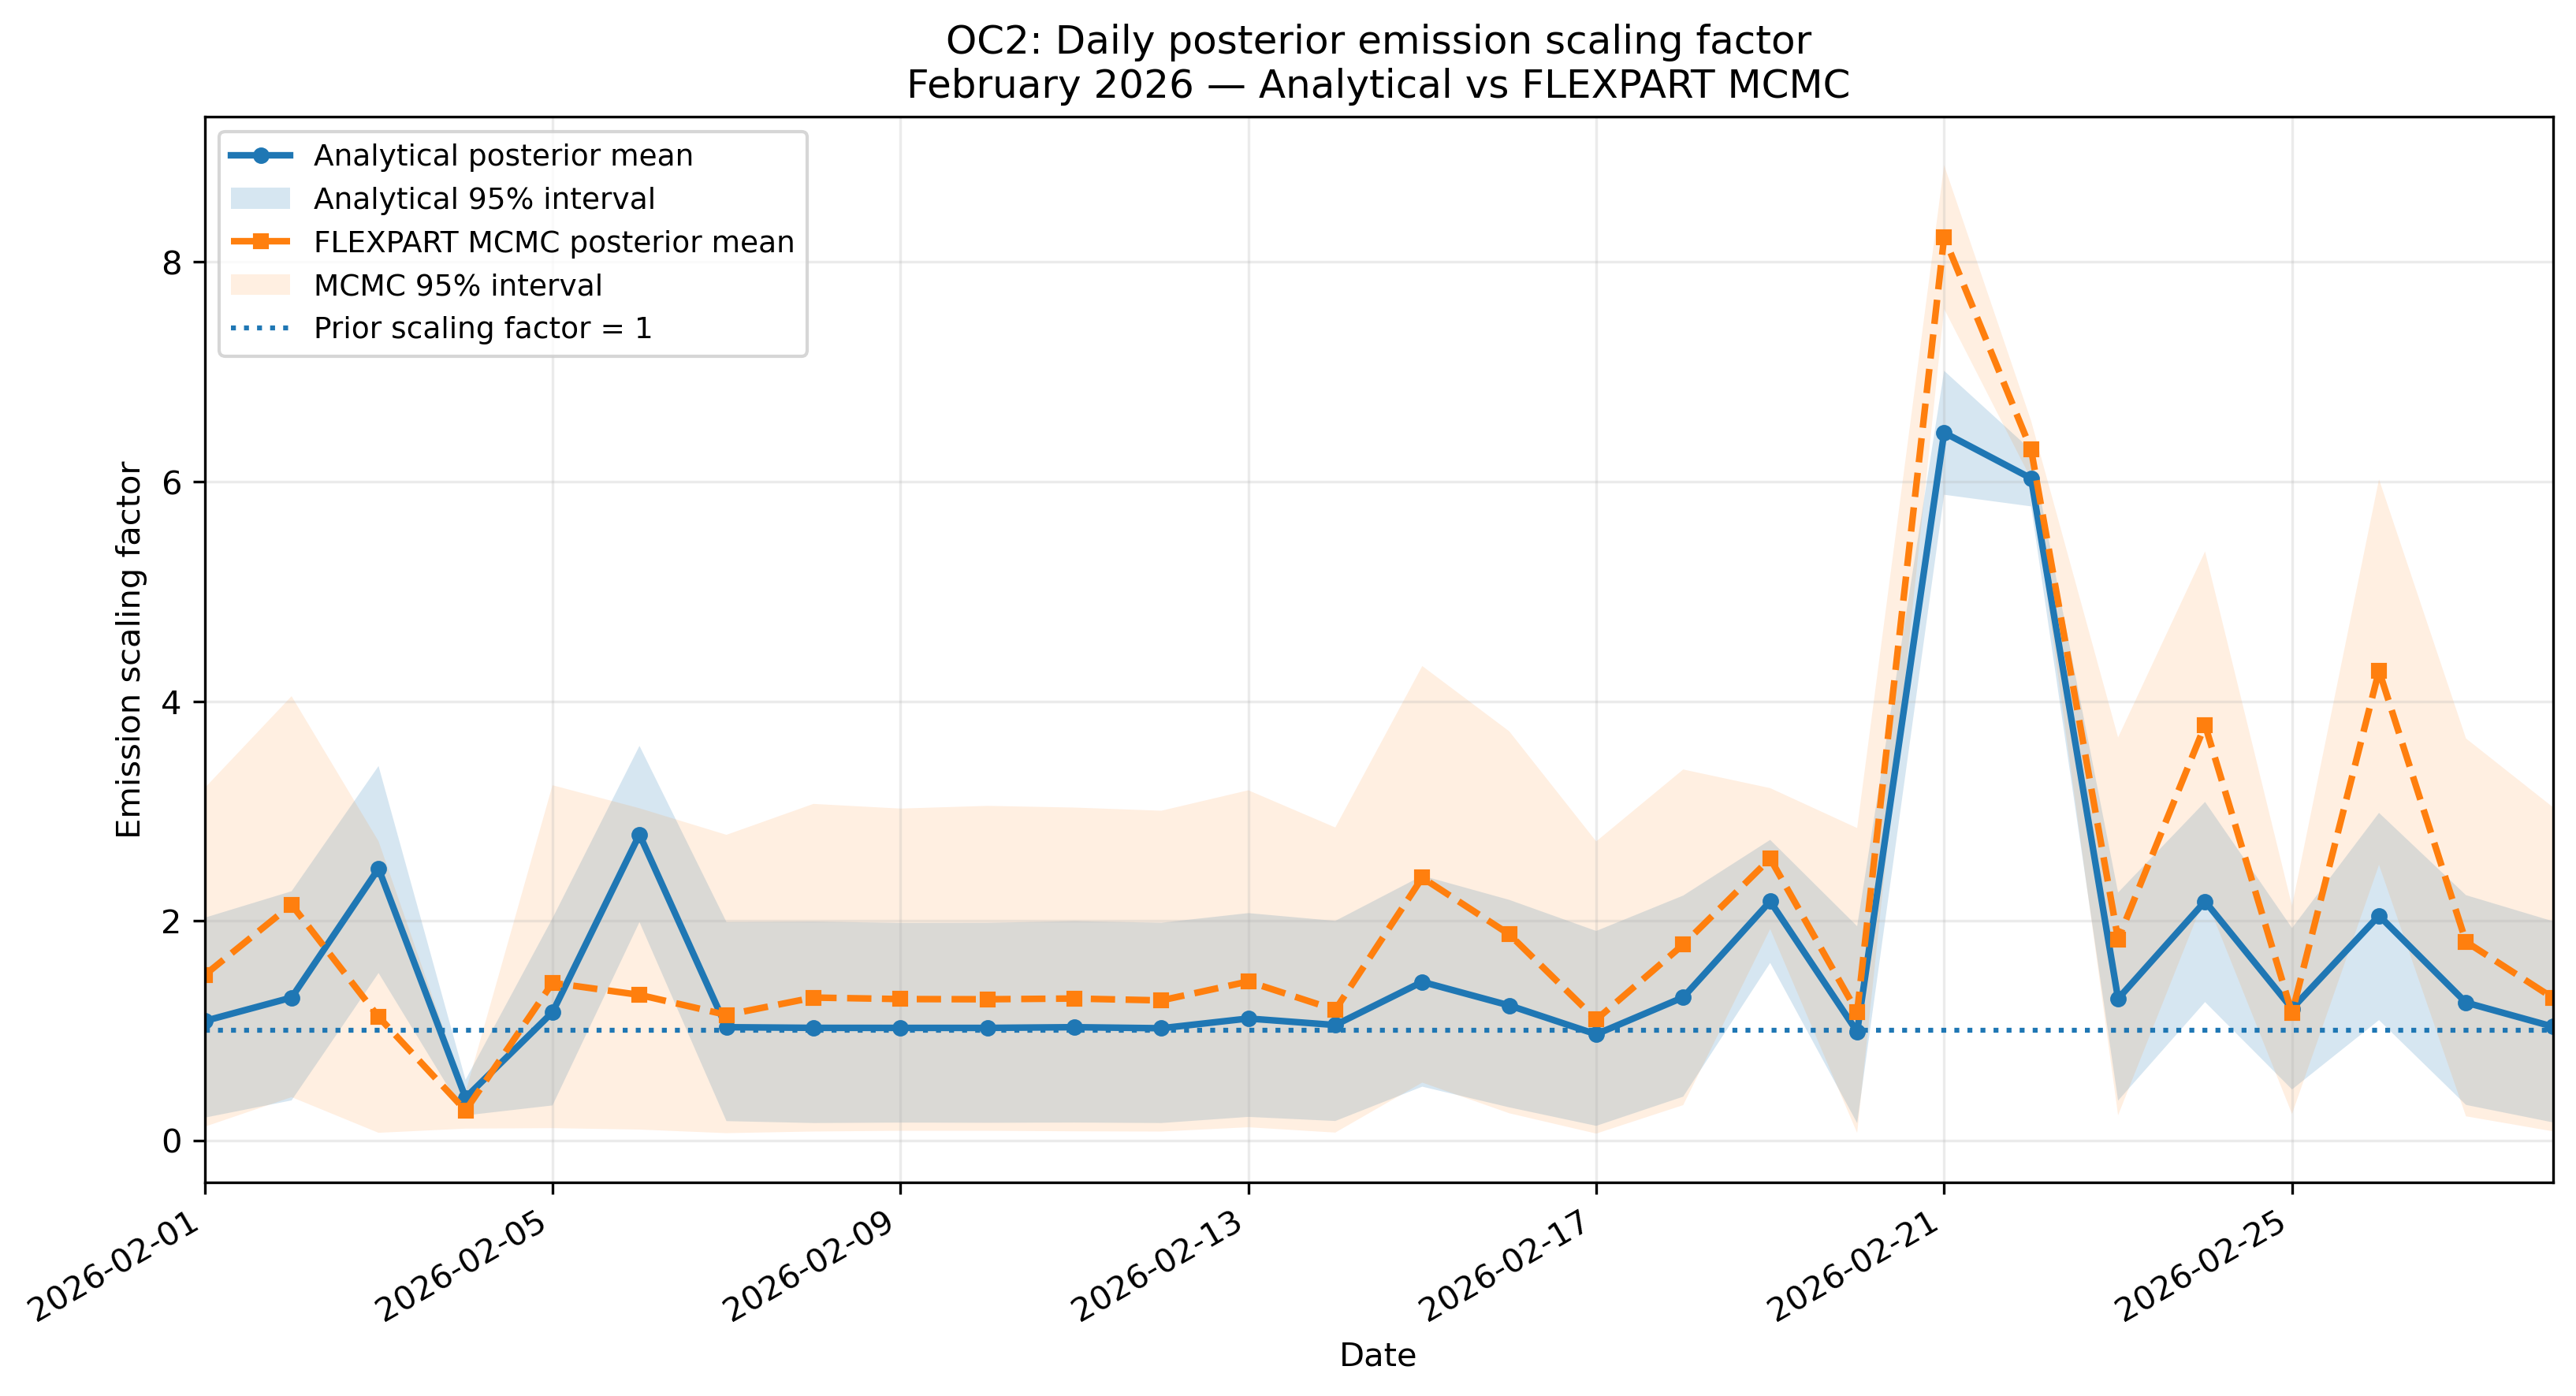 OC2: Daily posterior emission scaling factor
February 2026 — Analytical vs FLEXPART MCMC
Analytical posterior mean
Analytical 95% interval
FLEXPART MCMC posterior mean
MCMC 95% interval
Prior scaling factor = 1
Emission scaling factor
8
6
4
2
0
2026-02-01
2026-02-05
2026-02-09
2026-02-13
2026-02-17
2026-02-21
2026-02-25
Date